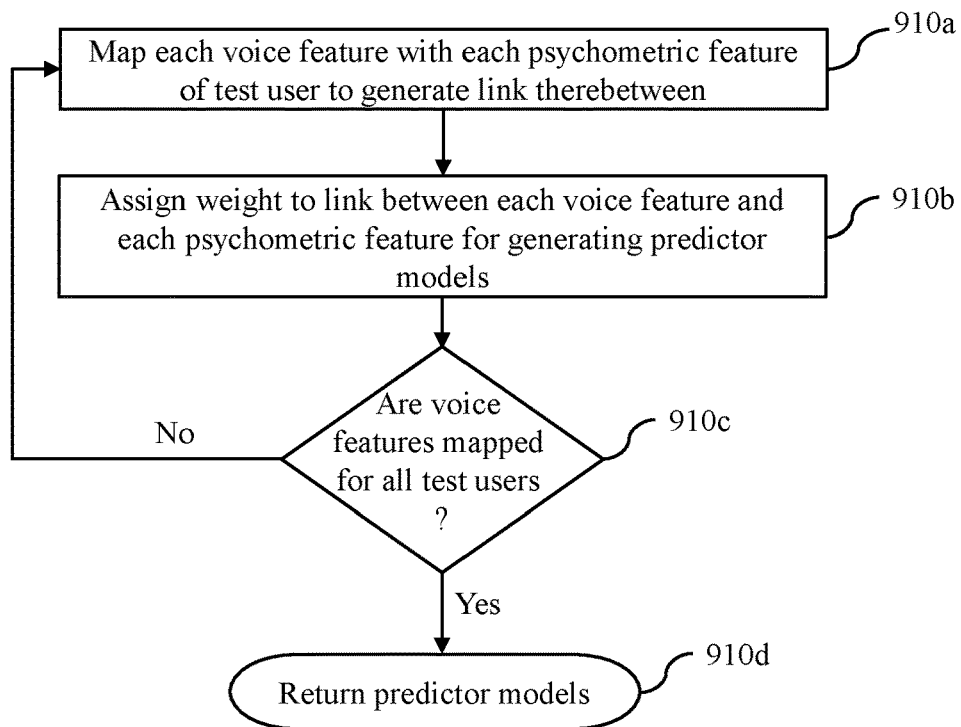 910a
Map each voice feature with each psychometric feature
of test user to generate link therebetween
910b
Assign weight to link between each voice feature and
each psychometric feature for generating predictor
models
910c
Are voice
features mapped
for all test users
?
No
Yes
910d
Return predictor models